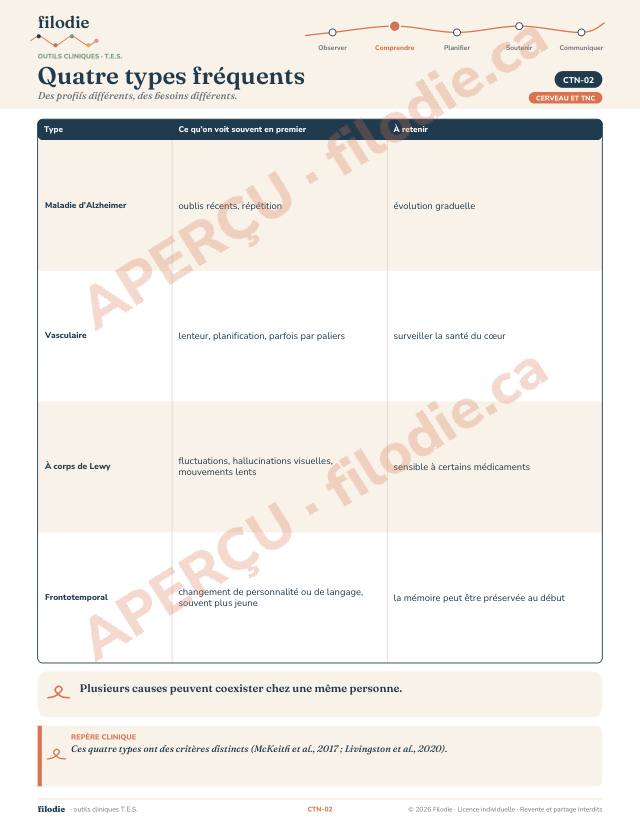 filodie
OUTILS CLINIQUES · T.E.S.
Observer
Comprendre
Planifier
Soutenir
Communiquer
Quatre types fréquents
Des profils différents, des besoins différents.
CTN-02
CERVEAU ET TNC
Type
Ce qu'on voit souvent en premier
À retenir
Maladie d'Alzheimer
oublis récents, répétition
évolution graduelle
Vasculaire
lenteur, planification, parfois par paliers
surveiller la santé du cœur
À corps de Lewy
fluctuations, hallucinations visuelles,
mouvements lents
sensible à certains médicaments
Frontotemporal
changement de personnalité ou de langage,
souvent plus jeune
la mémoire peut être préservée au début
APERÇU · filodie.ca
APERÇU · filodie.ca
Plusieurs causes peuvent coexister chez une même personne.
REPÈRE CLINIQUE
Ces quatre types ont des critères distincts (McKeith et al., 2017 ; Livingston et al., 2020).
filodie · outils cliniques T.E.S.
CTN-02
© 2026 Filodie · Licence individuelle · Revente et partage interdits